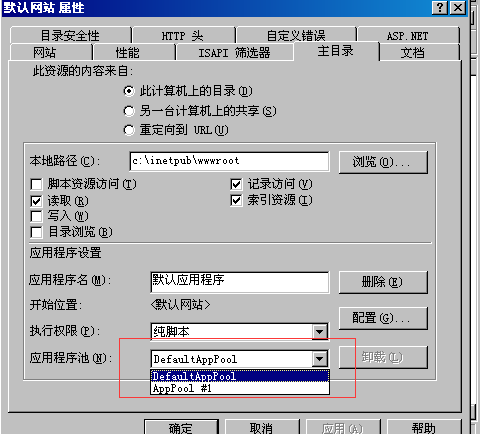 默认网站 属性
目录安全性 HTTP 头 自定义错误 ASP.NET
网站 性能 ISAPI 筛选器 主目录 文档
此资源的内容来自:
此计算机上的目录(D)
另一台计算机上的共享(S)
重定向到 URL(U)
本地路径(C): c:\inetpub\wwwroot 浏览(O)...
脚本资源访问(T) 记录访问(V)
读取(R) 索引资源(I)
写入(W)
目录浏览(B)
应用程序设置
应用程序名(M): 默认应用程序 删除(E)
开始位置: <默认网站>
配置(G)...
执行权限(P): 纯脚本
应用程序池(N): DefaultAppPool 卸载(L)
DefaultAppPool
AppPool #1
确定 取消 应用(A) 帮助